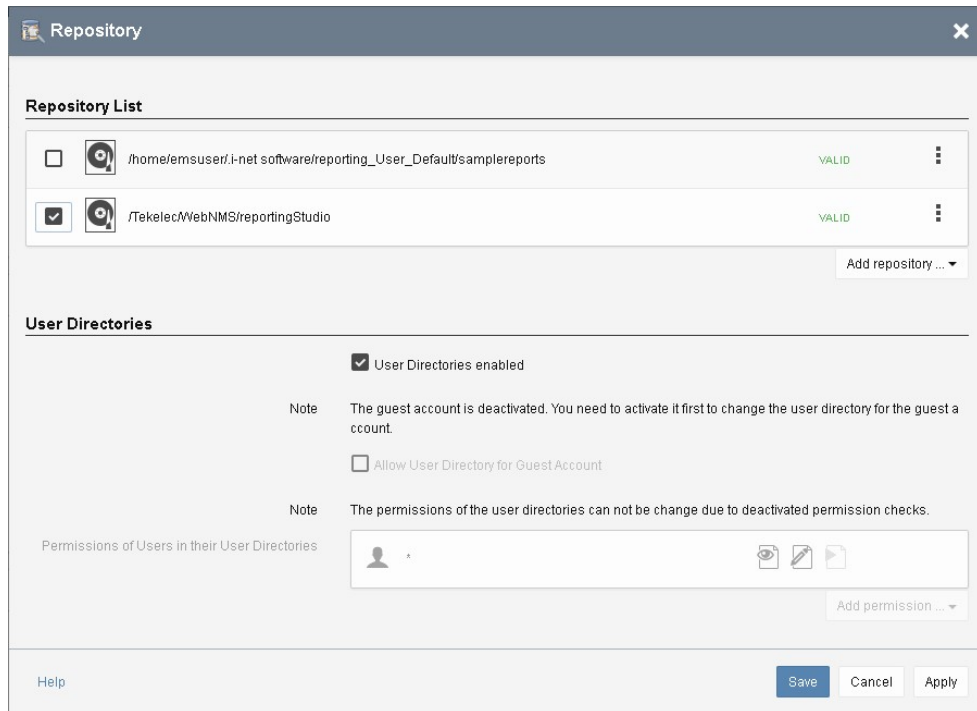 Repository
Repository List
/home/emsuser/.i-net software/reporting_User_Default/samplereports
VALID
/Tekelec/WebNMS/reportingStudio
VALID
Add repository ...
User Directories
User Directories enabled
Note
The guest account is deactivated. You need to activate it first to change the user directory for the guest a
ccount.
Allow User Directory for Guest Account
Note
The permissions of the user directories can not be change due to deactivated permission checks.
Permissions of Users in their User Directories
*
Add permission ...
Help
Save
Cancel
Apply